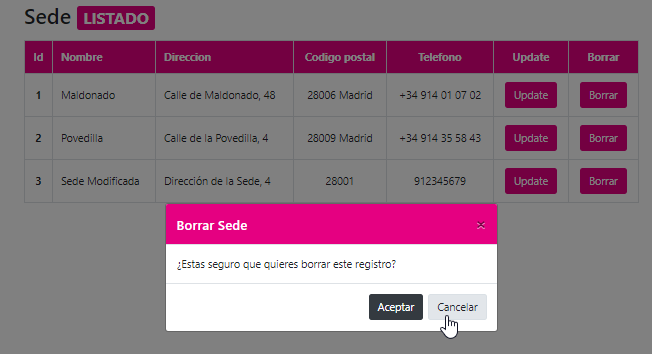 Sede LISTADO
Id Nombre Direccion Codigo postal Telefono Update Borrar
1 Maldonado Calle de Maldonado, 48 28006 Madrid +34 914 01 07 02 Update Borrar
2 Povedilla Calle de la Povedilla, 4 28009 Madrid +34 914 35 58 43 Update Borrar
3 Sede Modificada Dirección de la Sede, 4 28001 912345679 Update Borrar
Borrar Sede ×
¿Estas seguro que quieres borrar este registro?
Aceptar Cancelar